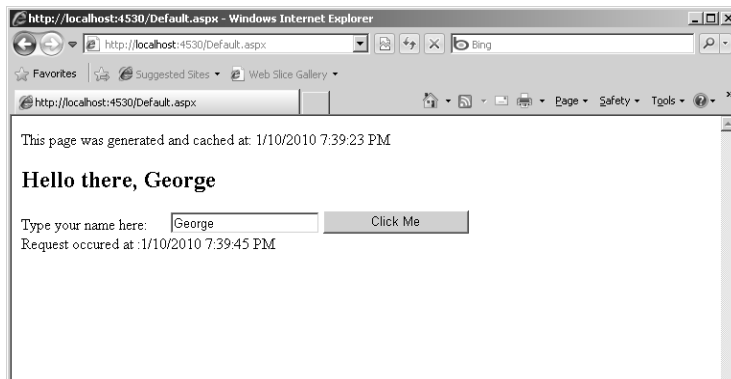 http://localhost:4530/Default.aspx - Windows Internet Explorer
http://localhost:4530/Default.aspx
Bing
Favorites Suggested Sites Web Slice Gallery
http://localhost:4530/Default.aspx Page Safety Tools
This page was generated and cached at: 1/10/2010 7:39:23 PM
Hello there, George
Type your name here: George Click Me
Request occured at :1/10/2010 7:39:45 PM